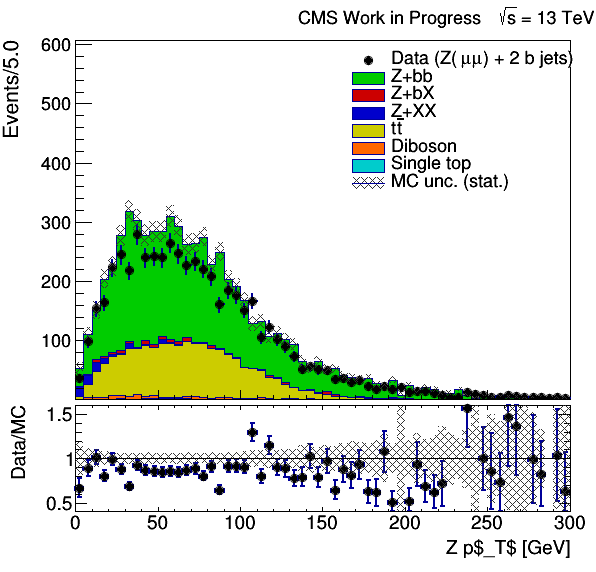 CMS Work in Progress √s = 13 TeV
Events/5.0
600
500
400
300
200
100
Data (Z(μμ) + 2 b jets)
Z+bb
Z+bX
Z+XX
tt̅
Diboson
Single top
MC unc. (stat.)
Data/MC
1.5
1
0.5
0 50 100 150 200 250 300
Z p$_T$ [GeV]